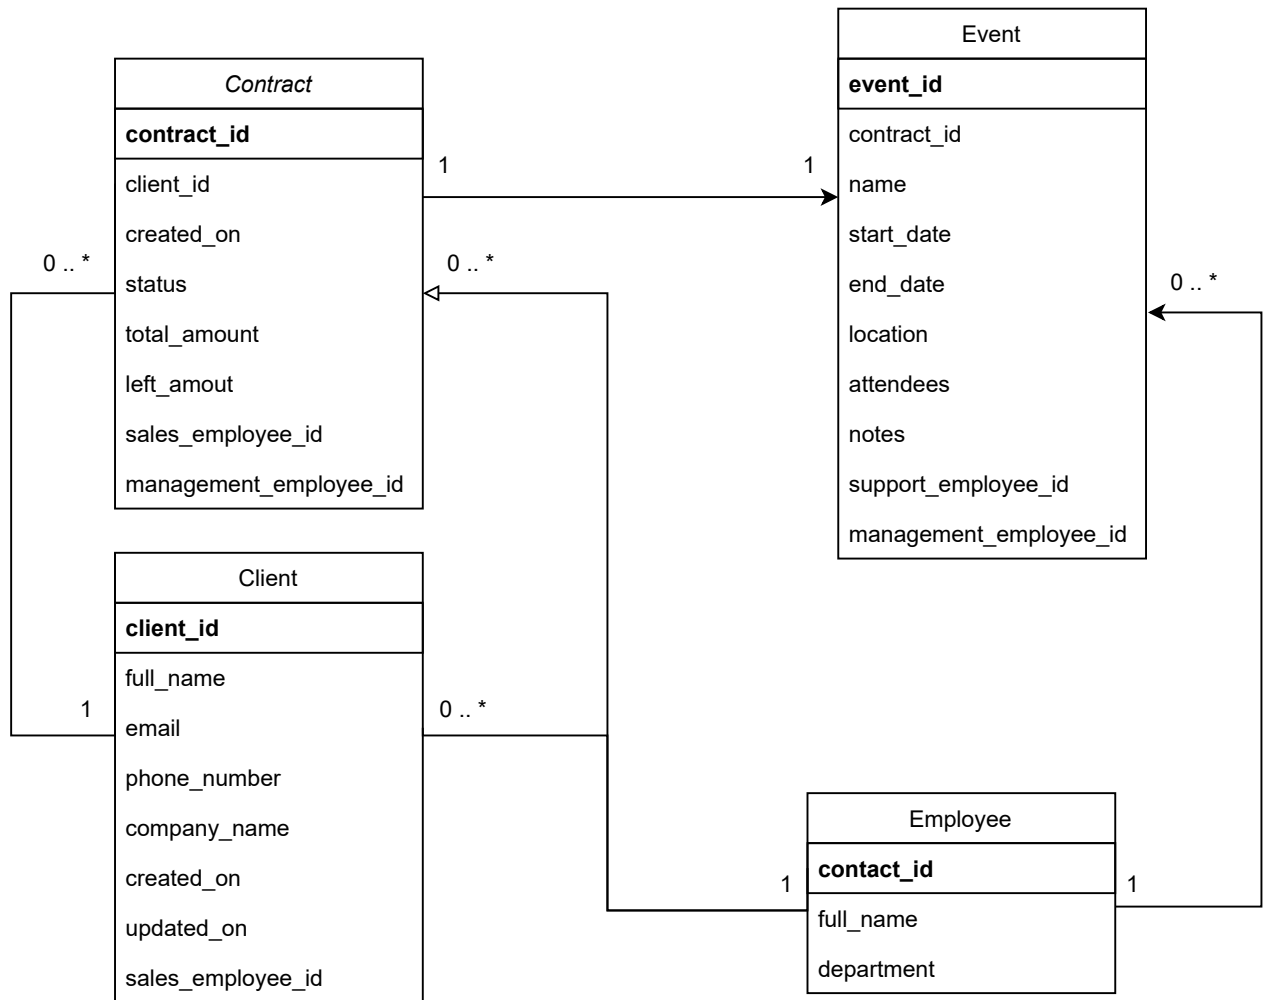 Contract
contract_id
client_id
created_on
status
total_amount
left_amout
sales_employee_id
management_employee_id
1
1
0 .. *
0 .. *
Event
event_id
contract_id
name
start_date
end_date
location
attendees
notes
support_employee_id
management_employee_id
0 .. *
Client
client_id
full_name
email
phone_number
company_name
created_on
updated_on
sales_employee_id
1
0 .. *
Employee
contact_id
full_name
department
1
1